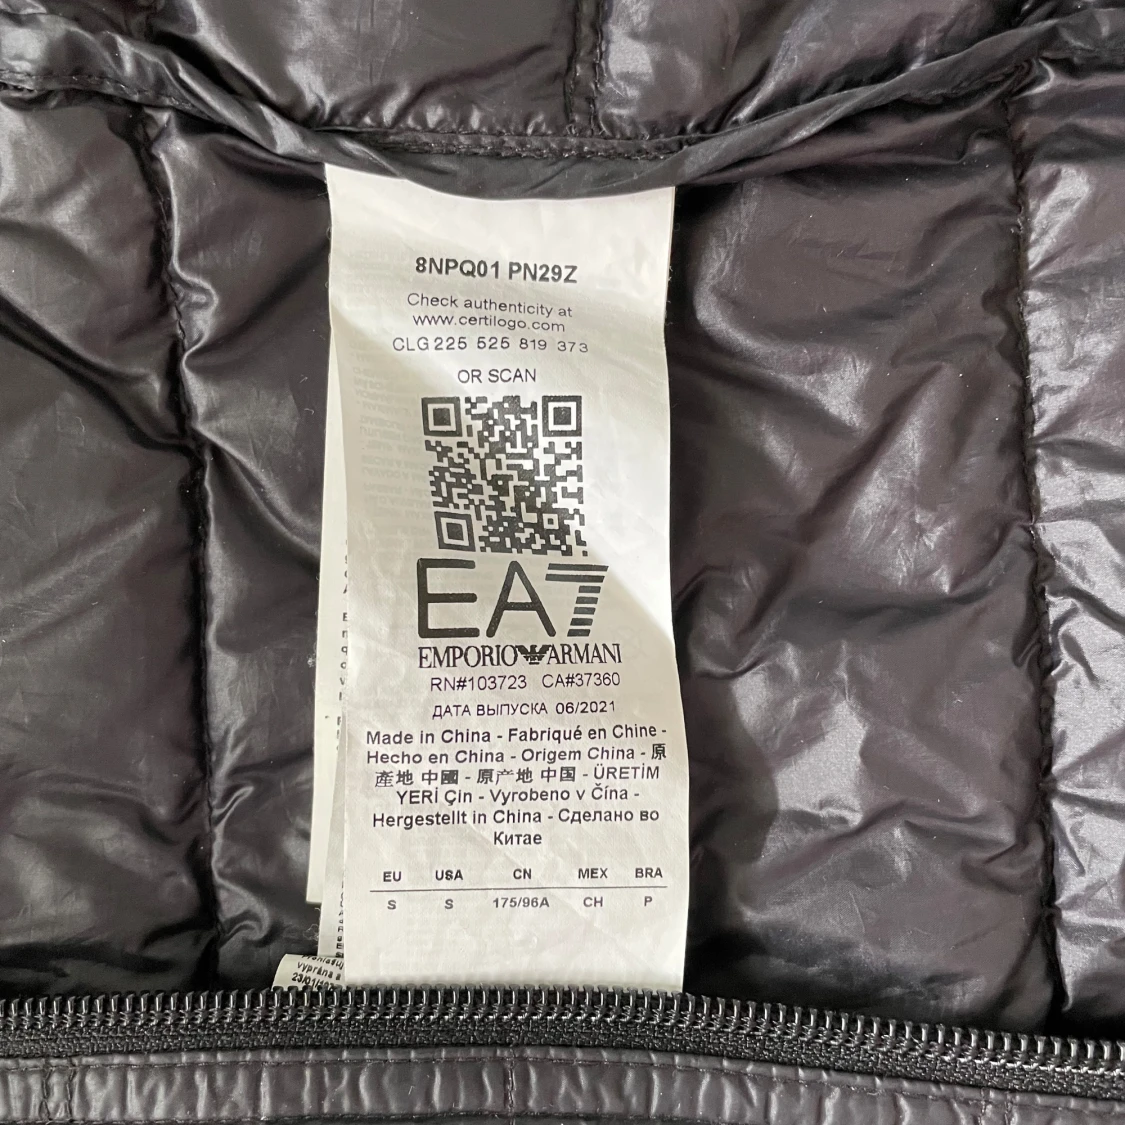 8NPQ01 PN29Z
Check authenticity at
www.certilogo.com
CLG 225 525 819 373
OR SCAN
EA7
EMPORIO ARMANI
RN#103723 CA#37360
ДАТА ВЫПУСКА 06/2021
Made in China - Fabriqué en Chine -
Hecho en China - Origem China - 原
產地 中國 - 原产地 中国 - ÜRETİM
YERİ Çin - Vyrobeno v Čína -
Hergestellt in China - Сделано во
Китае
EU USA CN MEX BRA
S S 175/96A CH P
vyprána a